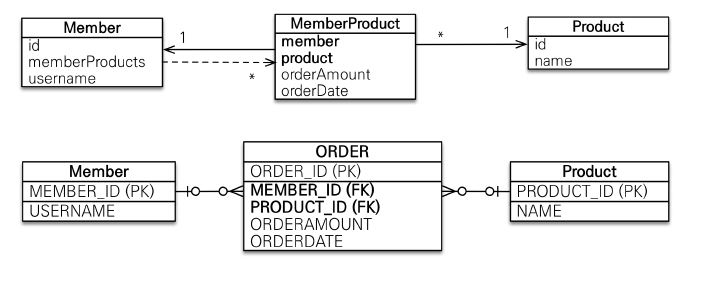 Member
id
memberProducts
username
1
*
MemberProduct
member
product
orderAmount
orderDate
*
1
Product
id
name
Member
MEMBER_ID (PK)
USERNAME
ORDER
ORDER_ID (PK)
MEMBER_ID (FK)
PRODUCT_ID (FK)
ORDERAMOUNT
ORDERDATE
Product
PRODUCT_ID (PK)
NAME